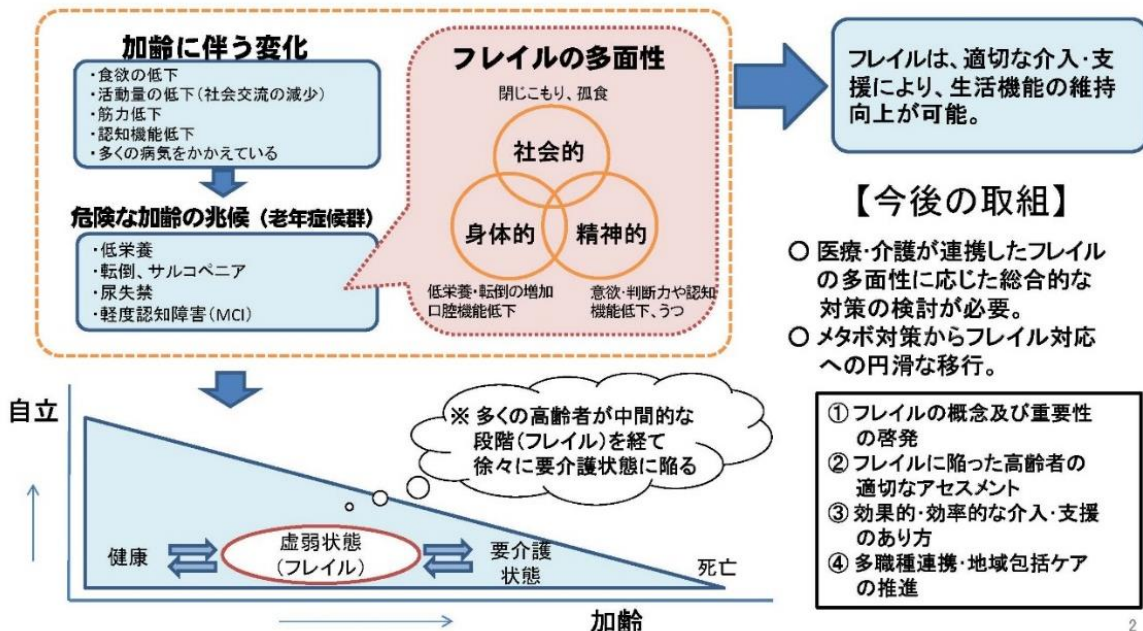 加齢に伴う変化
・食欲の低下
・活動量の低下(社会交流の減少)
・筋力低下
・認知機能低下
・多くの病気をかかえている
危険な加齢の兆候(老年症候群)
・低栄養
・転倒、サルコペニア
・尿失禁
・軽度認知障害(MCI)
フレイルの多面性
閉じこもり、孤食
社会的
身体的
精神的
低栄養・転倒の増加
口腔機能低下
意欲・判断力や認知
機能低下、うつ
フレイルは、適切な介入・支
援により、生活機能の維持
向上が可能。
【今後の取組】
○ 医療・介護が連携したフレイル
の多面性に応じた総合的な
対策の検討が必要。
○ メタボ対策からフレイル対応
への円滑な移行。
① フレイルの概念及び重要性
の啓発
② フレイルに陥った高齢者の
適切なアセスメント
③ 効果的・効率的な介入・支援
のあり方
④ 多職種連携・地域包括ケア
の推進
自立
※ 多くの高齢者が中間的な
段階(フレイル)を経て
徐々に要介護状態に陥る
健康
虚弱状態
(フレイル)
要介護
状態
死亡
加齢
2